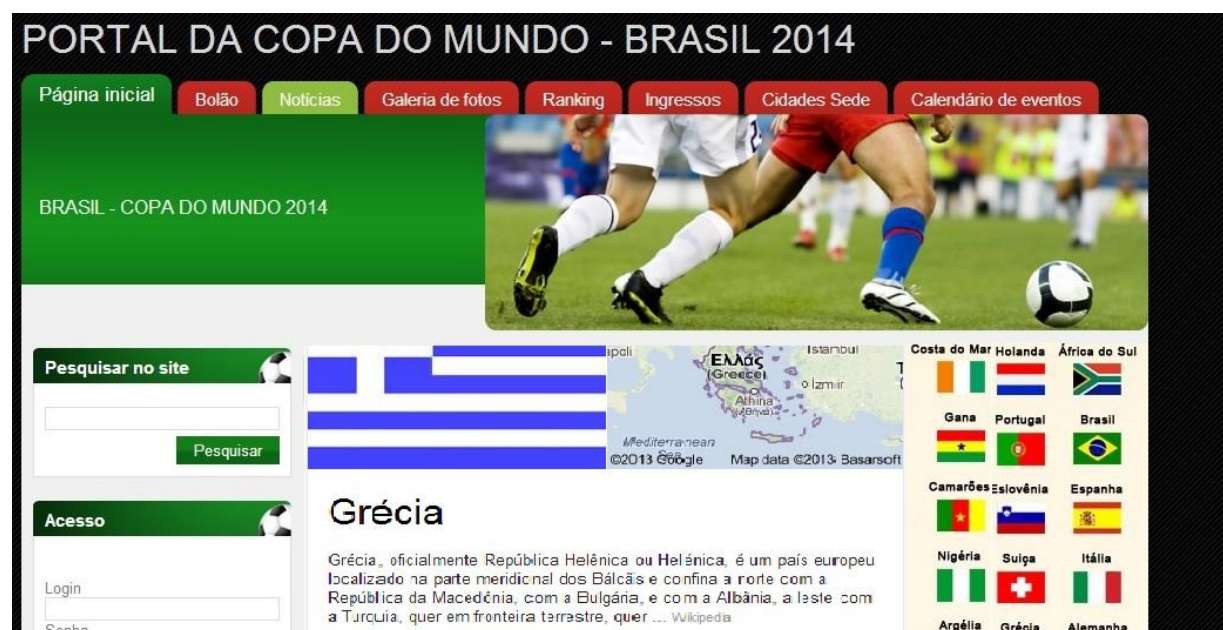 PORTAL DA COPA DO MUNDO - BRASIL 2014
Página inicial Bolão Notícias Galeria de fotos Ranking Ingressos Cidades Sede Calendário de eventos
BRASIL - COPA DO MUNDO 2014
Pesquisar no site
Pesquisar
Acesso
Login
Senha
Istanbul
Ελλάς
(Greece)
Izmir
Athina
(Αθήνα)
Mediterranean
Sea
©2013 Google Map data ©2013 Basarsoft
Grécia
Grécia, oficialmente República Helênica ou Helénica, é um país europeu
localizado na parte meridional dos Bálcãs e confina a norte com a
República da Macedônia, com a Bulgária, e com a Albânia, a leste com
a Turquia, quer em fronteira terrestre, quer ... Wikipedia
Costa do Mar Holanda África do Sul
Gana Portugal Brasil
Camarões Eslovênia Espanha
Nigéria Suiça Itália
Argélia Grécia Alemanha